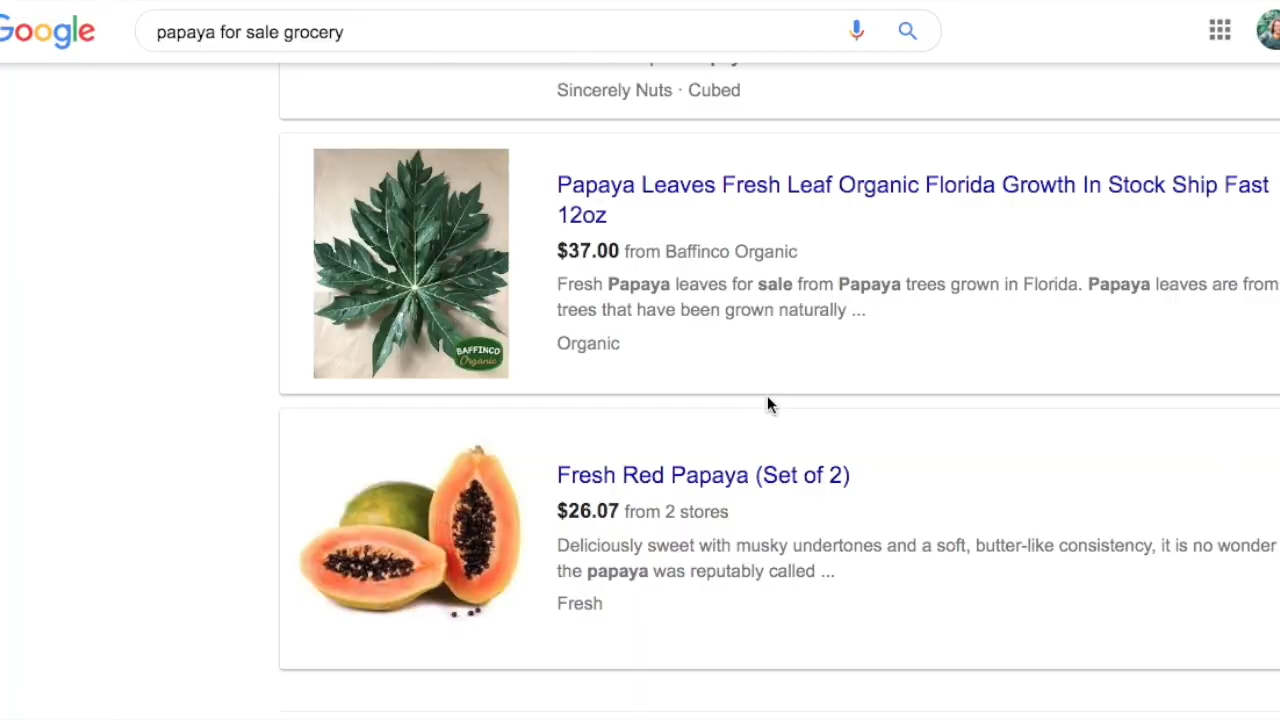 Google
papaya for sale grocery
Sincerely Nuts · Cubed
Papaya Leaves Fresh Leaf Organic Florida Growth In Stock Ship Fast
12oz
$37.00 from Baffinco Organic
Fresh Papaya leaves for sale from Papaya trees grown in Florida. Papaya leaves are from
trees that have been grown naturally ...
Organic
BAFFINCO
Organic
Fresh Red Papaya (Set of 2)
$26.07 from 2 stores
Deliciously sweet with musky undertones and a soft, butter-like consistency, it is no wonder
the papaya was reputably called ...
Fresh